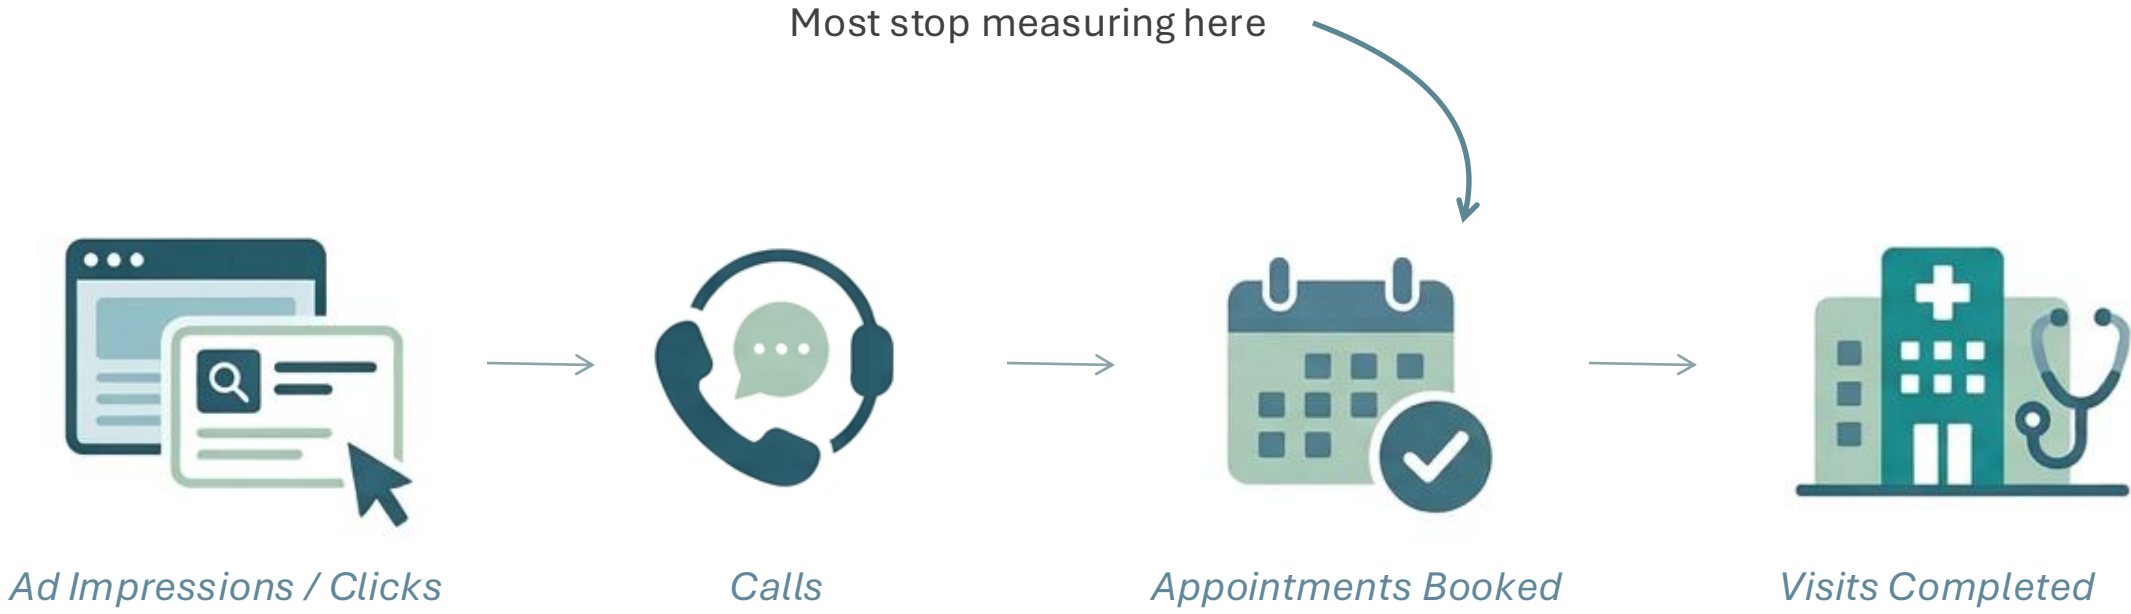 Most stop measuring here
Ad Impressions / Clicks
Calls
Appointments Booked
Visits Completed